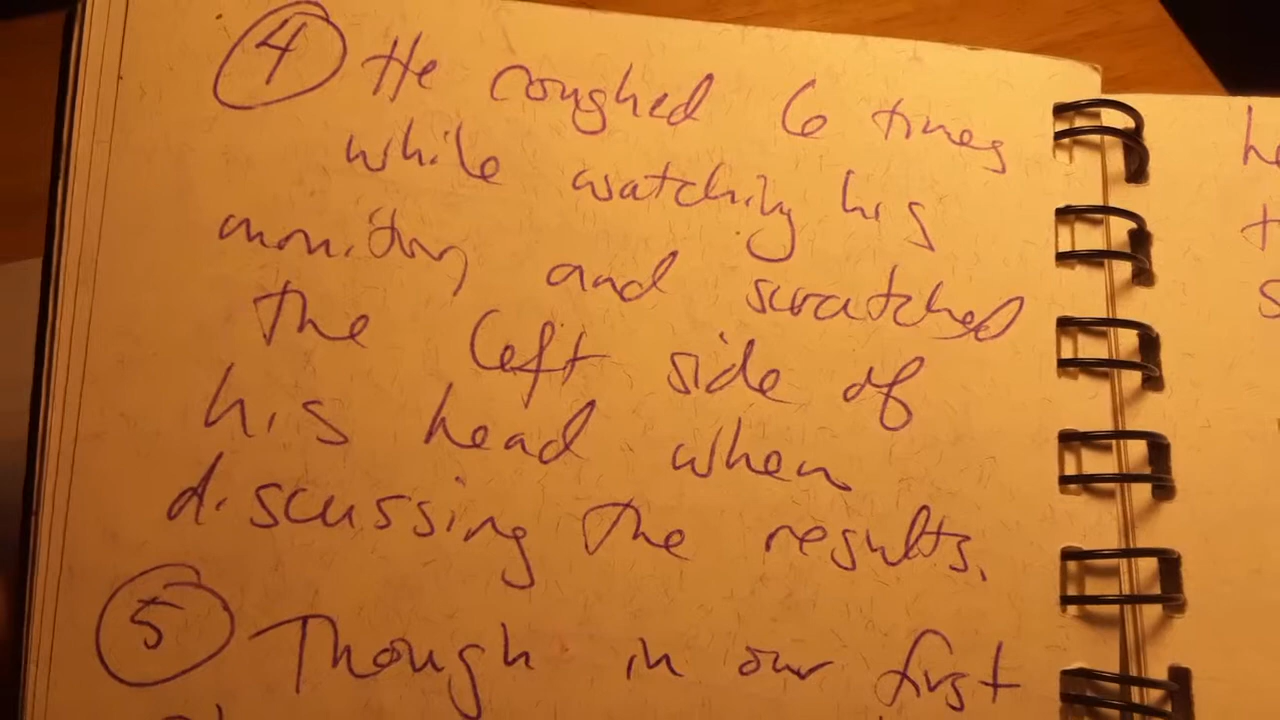 ④ He coughed 6 times
while watching his
monitor, and scratched
the left side of
his head when
discussing the results.
⑤ Though in our first
he
t
s